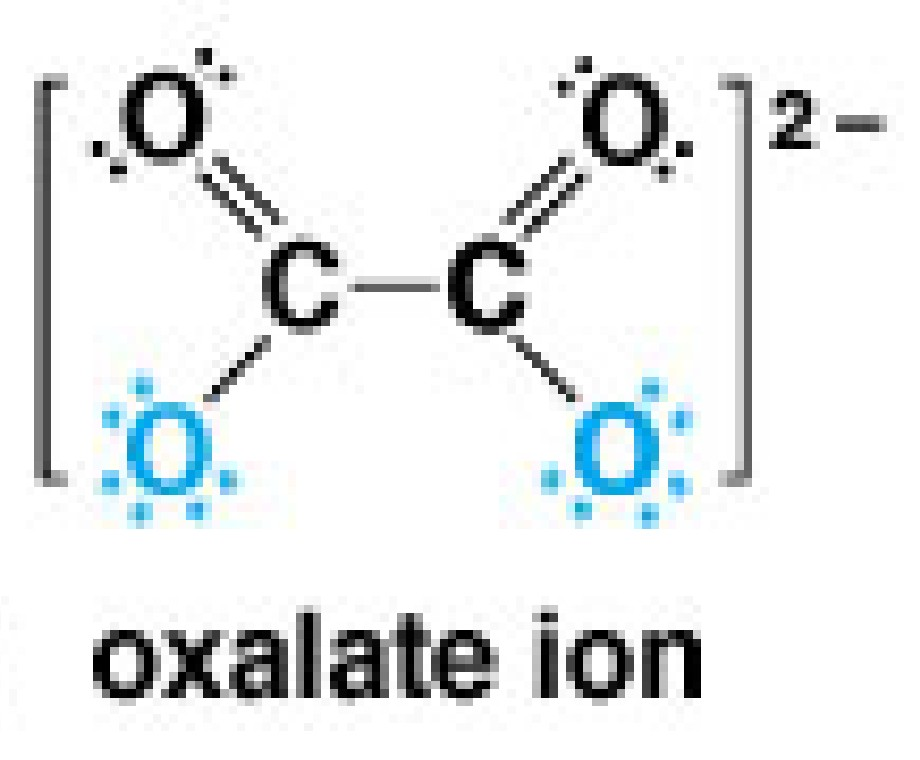 O O 2–
C C
O O
oxalate ion